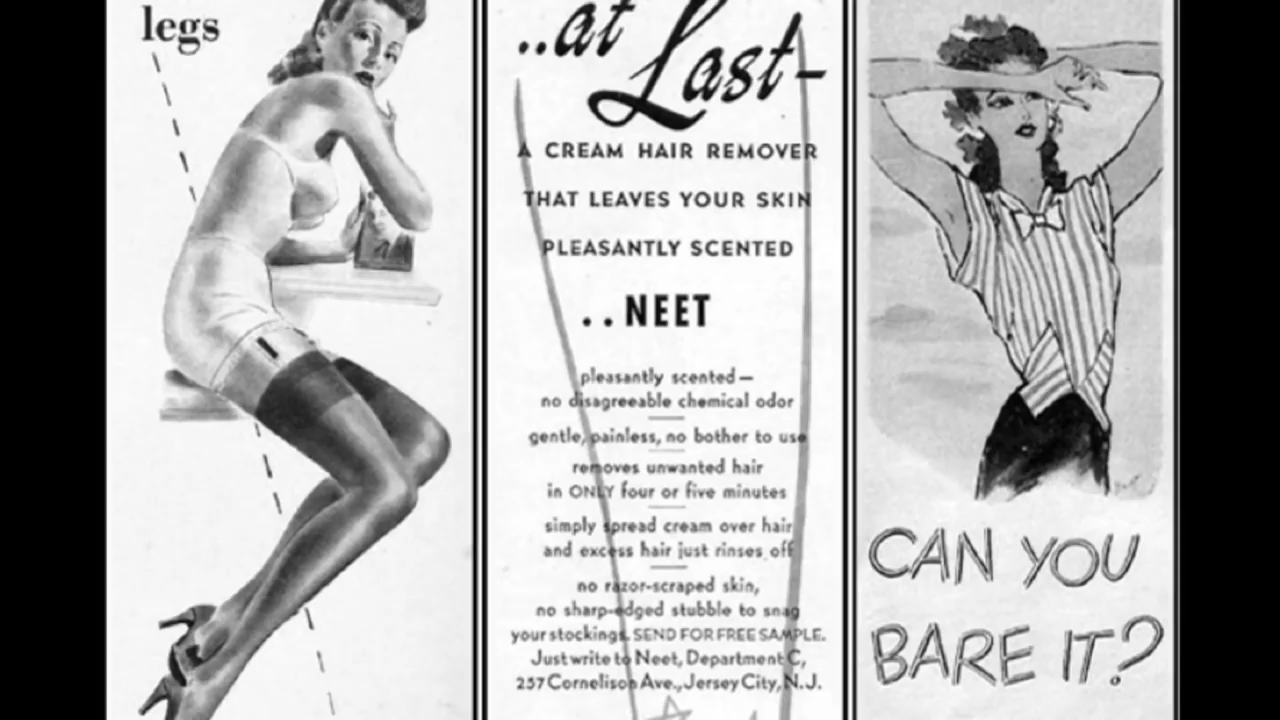 legs
..at
Last-
A CREAM HAIR REMOVER
THAT LEAVES YOUR SKIN
PLEASANTLY SCENTED
..NEET
pleasantly scented—
no disagreeable chemical odor
gentle, painless, no bother to use
removes unwanted hair
in ONLY four or five minutes
simply spread cream over hair
and excess hair just rinses off
no razor-scraped skin,
no sharp-edged stubble to snag
your stockings. SEND FOR FREE SAMPLE.
Just write to Neet, Department C,
257 Cornelison Ave., Jersey City, N.J.
CAN YOU
BARE IT?